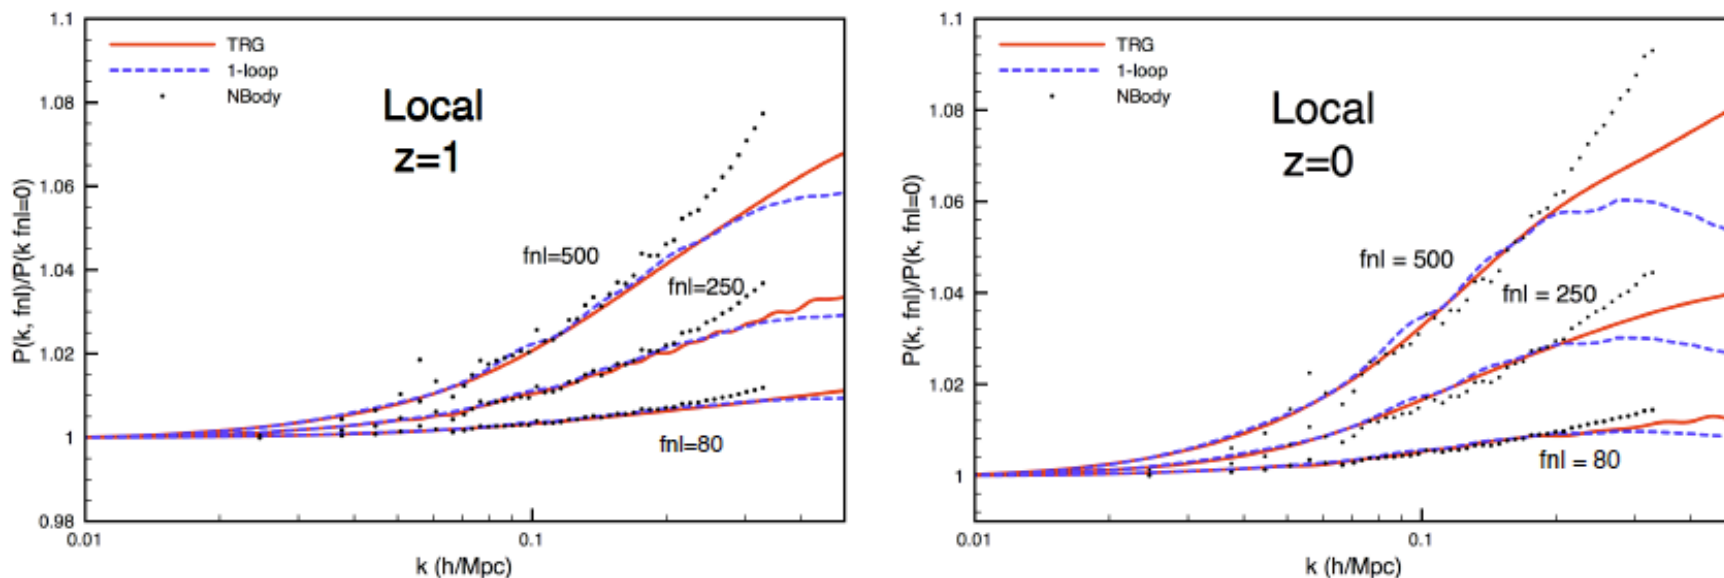 1.1
1.08
1.06
1.04
1.02
1
0.98
P(k, fnl)/P(k fnl=0)
TRG
1-loop
NBody
Local
z=1
fnl=500
fnl=250
fnl=80
0.01
0.1
k (h/Mpc)
1.1
1.08
1.06
1.04
1.02
1
P(k, fnl)/P(k, fnl=0)
TRG
1-loop
NBody
Local
z=0
fnl = 500
fnl = 250
fnl = 80
0.01
0.1
k (h/Mpc)